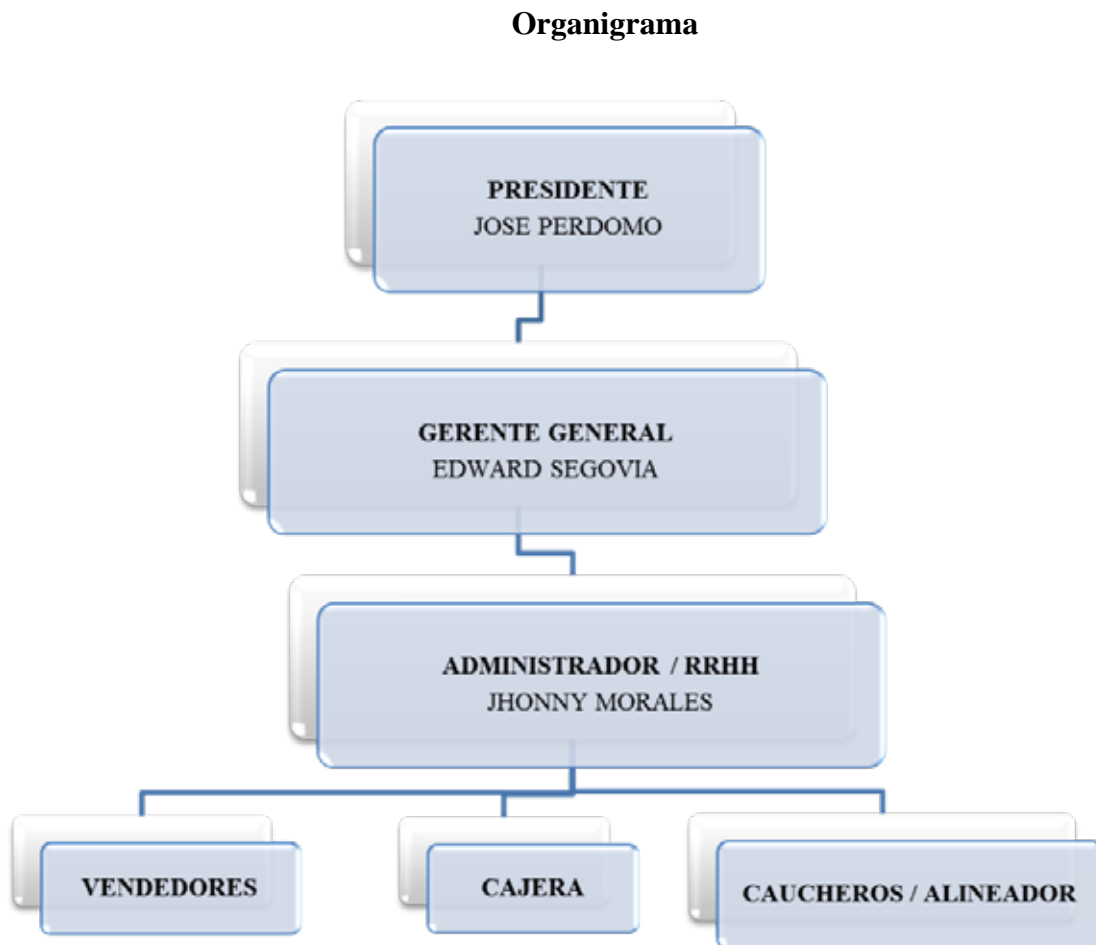 Organigrama
PRESIDENTE
JOSE PERDOMO
GERENTE GENERAL
EDWARD SEGOVIA
ADMINISTRADOR / RRHH
JHONNY MORALES
VENDEDORES
CAJERA
CAUCHEROS / ALINEADOR